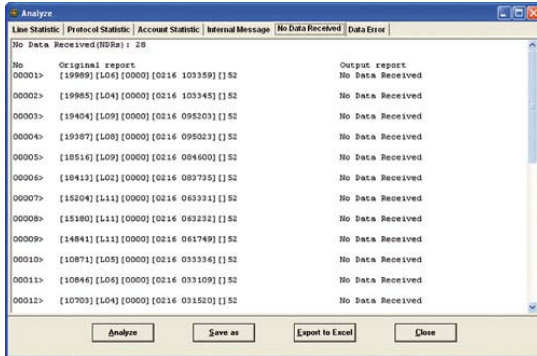 Analyze
Line Statistic Protocol Statistic Account Statistic Internal Message No Data Received Data Error
No Data Received(NDRs): 28
No Original report Output report
00001> [19989][L06][0000][0216 103359][]52 No Data Received
00002> [19985][L04][0000][0216 103345][]52 No Data Received
00003> [19404][L09][0000][0216 095203][]52 No Data Received
00004> [19387][L08][0000][0216 095023][]52 No Data Received
00005> [18516][L09][0000][0216 084600][]52 No Data Received
00006> [18413][L02][0000][0216 083735][]52 No Data Received
00007> [15204][L11][0000][0216 063331][]52 No Data Received
00008> [15180][L11][0000][0216 063232][]52 No Data Received
00009> [14841][L11][0000][0216 061749][]52 No Data Received
00010> [10871][L05][0000][0216 033336][]52 No Data Received
00011> [10846][L06][0000][0216 033109][]52 No Data Received
00012> [10703][L04][0000][0216 031520][]52 No Data Received
Analyze Save as Export to Excel Close